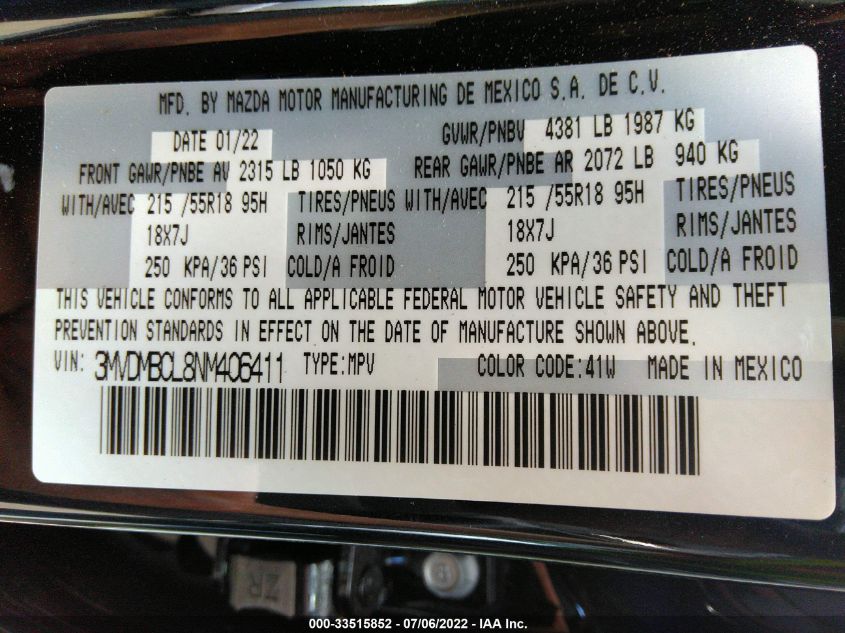 MFD. BY MAZDA MOTOR MANUFACTURING DE MEXICO S.A. DE C.V.
DATE 01/22 GVWR/PNBV 4381 LB 1987 KG
FRONT GAWR/PNBE AV 2315 LB 1050 KG REAR GAWR/PNBE AR 2072 LB 940 KG
WITH/AVEC 215 /55R18 95H TIRES/PNEUS WITH/AVEC 215 /55R18 95H TIRES/PNEUS
18X7J RIMS/JANTES 18X7J RIMS/JANTES
250 KPA/36 PSI COLD/A FROID 250 KPA/36 PSI COLD/A FROID
THIS VEHICLE CONFORMS TO ALL APPLICABLE FEDERAL MOTOR VEHICLE SAFETY AND THEFT
PREVENTION STANDARDS IN EFFECT ON THE DATE OF MANUFACTURE SHOWN ABOVE.
VIN: 3MVDMBCL8NM406411 TYPE:MPV COLOR CODE:41W MADE IN MEXICO
000-33515852 / 07/06/2022 - IAA Inc.